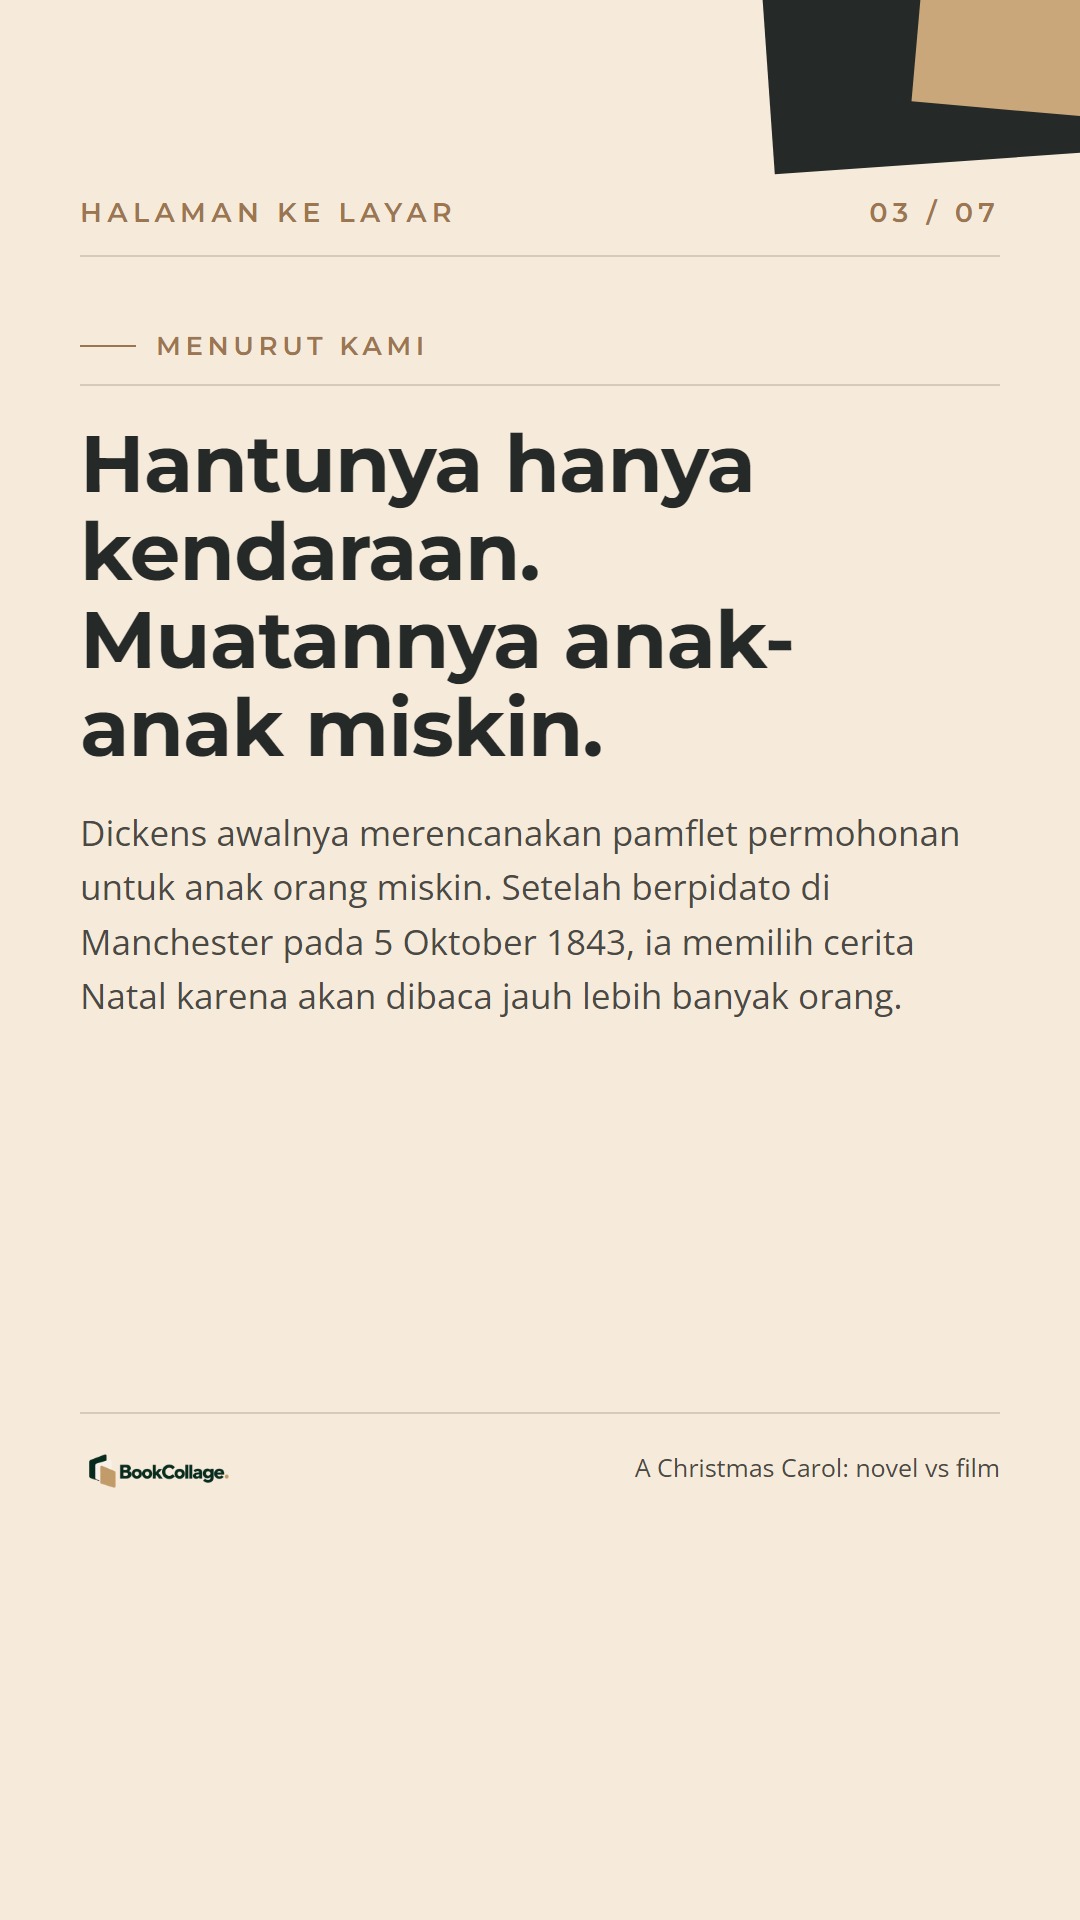 HALAMAN KE LAYAR
03 / 07
MENURUT KAMI
Hantunya hanya
kendaraan.
Muatannya anak-
anak miskin.
Dickens awalnya merencanakan pamflet permohonan
untuk anak orang miskin. Setelah berpidato di
Manchester pada 5 Oktober 1843, ia memilih cerita
Natal karena akan dibaca jauh lebih banyak orang.
BookCollage.
A Christmas Carol: novel vs film